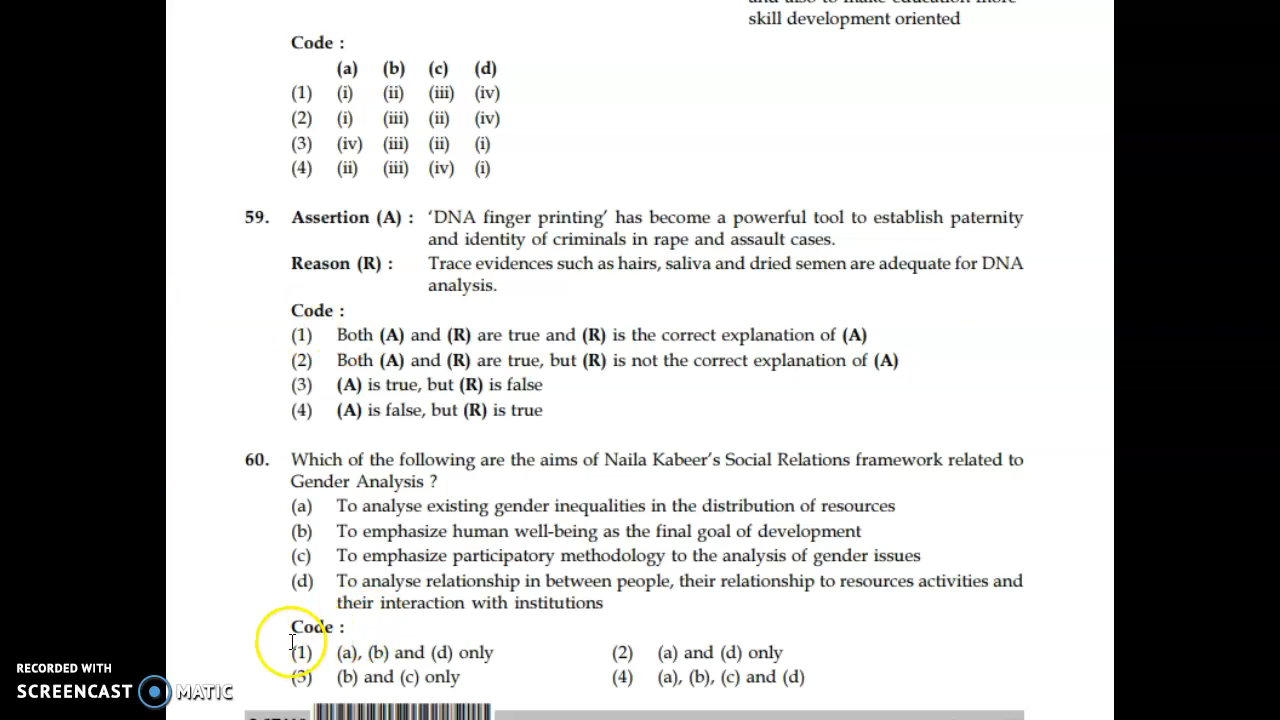 and also to make education more
skill development oriented
Code :
(a) (b) (c) (d)
(1) (i) (ii) (iii) (iv)
(2) (i) (iii) (ii) (iv)
(3) (iv) (iii) (ii) (i)
(4) (ii) (iii) (iv) (i)
59. Assertion (A) : 'DNA finger printing' has become a powerful tool to establish paternity
and identity of criminals in rape and assault cases.
Reason (R) : Trace evidences such as hairs, saliva and dried semen are adequate for DNA
analysis.
Code :
(1) Both (A) and (R) are true and (R) is the correct explanation of (A)
(2) Both (A) and (R) are true, but (R) is not the correct explanation of (A)
(3) (A) is true, but (R) is false
(4) (A) is false, but (R) is true
60. Which of the following are the aims of Naila Kabeer's Social Relations framework related to
Gender Analysis ?
(a) To analyse existing gender inequalities in the distribution of resources
(b) To emphasize human well-being as the final goal of development
(c) To emphasize participatory methodology to the analysis of gender issues
(d) To analyse relationship in between people, their relationship to resources activities and
their interaction with institutions
Code :
(1) (a), (b) and (d) only (2) (a) and (d) only
(3) (b) and (c) only (4) (a), (b), (c) and (d)
RECORDED WITH
SCREENCAST MATIC